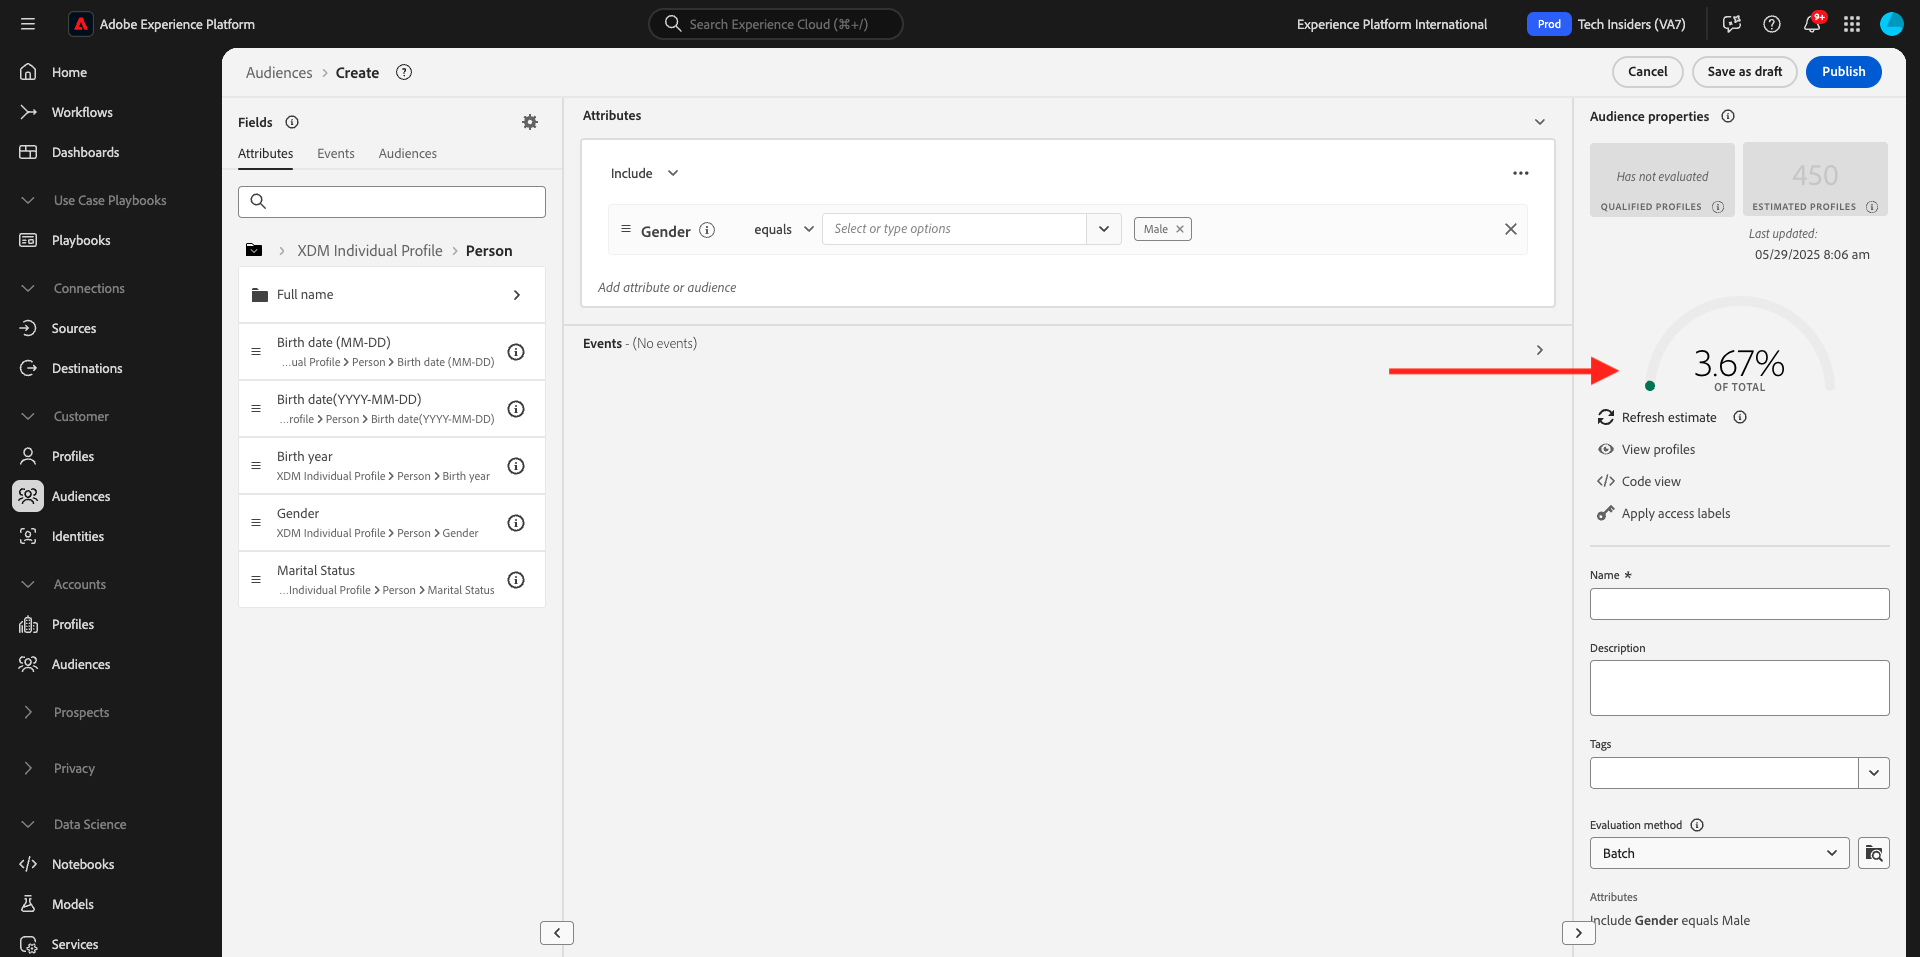 Adobe Experience Platform
Search Experience Cloud (⌘+/)
Experience Platform International
Prod
Tech Insiders (VA7)
9+
Home
Workflows
Dashboards
Use Case Playbooks
Playbooks
Connections
Sources
Destinations
Customer
Profiles
Audiences
Identities
Accounts
Profiles
Audiences
Prospects
Privacy
Data Science
Notebooks
Models
Services
Audiences > Create
Cancel
Save as draft
Publish
Fields
Attributes
Events
Audiences
XDM Individual Profile > Person
Full name
Birth date (MM-DD)
...ual Profile > Person > Birth date (MM-DD)
Birth date(YYYY-MM-DD)
...rofile > Person > Birth date(YYYY-MM-DD)
Birth year
XDM Individual Profile > Person > Birth year
Gender
XDM Individual Profile > Person > Gender
Marital Status
...Individual Profile > Person > Marital Status
Attributes
Include
Gender
equals
Select or type options
Male
Add attribute or audience
Events - (No events)
Audience properties
Has not evaluated
QUALIFIED PROFILES
450
ESTIMATED PROFILES
Last updated:
05/29/2025 8:06 am
3.67%
OF TOTAL
Refresh estimate
View profiles
Code view
Apply access labels
Name *
Description
Tags
Evaluation method
Batch
Attributes
Include Gender equals Male